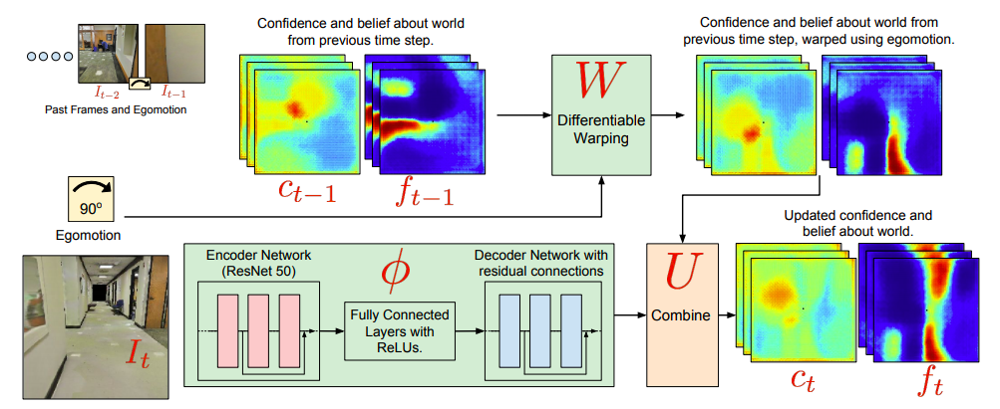 Confidence and belief about world
from previous time step.
Confidence and belief about world from
previous time step, warped using egomotion.
I_{t-2}
I_{t-1}
Past Frames and Egomotion
W
Differentiable
Warping
c_{t-1}
f_{t-1}
90°
Egomotion
Updated confidence and
belief about world.
Encoder Network
(ResNet 50)
ϕ
Decoder Network with
residual connections
Fully Connected
Layers with
ReLUs.
U
Combine
I_t
c_t
f_t